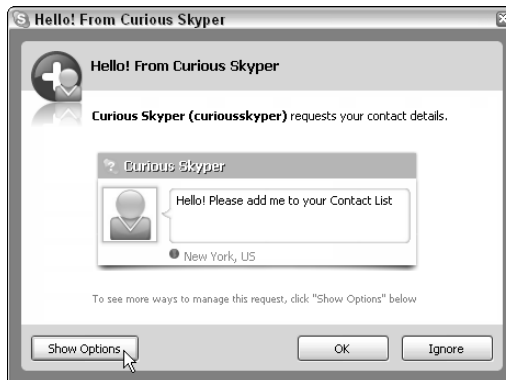 Hello! From Curious Skyper
Hello! From Curious Skyper
Curious Skyper (curiousskyper) requests your contact details.
Curious Skyper
Hello! Please add me to your Contact List
New York, US
To see more ways to manage this request, click "Show Options" below
Show Options
OK
Ignore